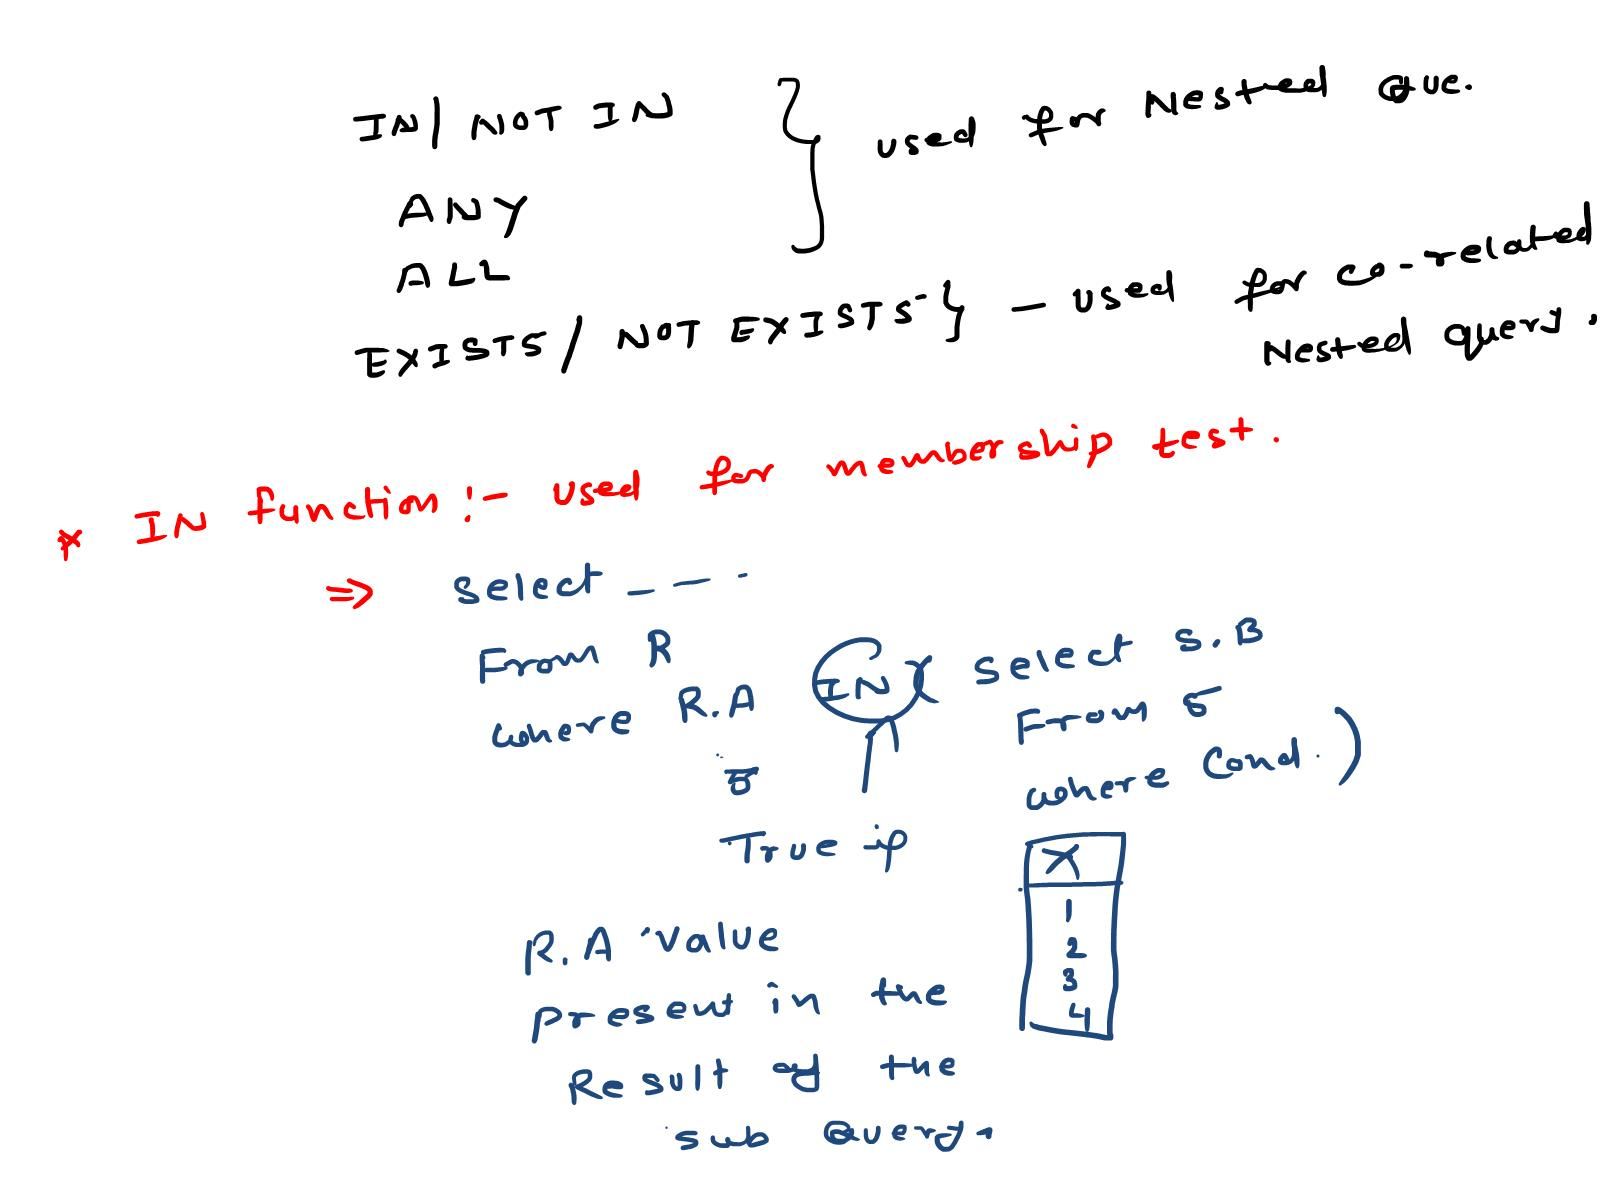 IN/ NOT IN } used for Nested Que.
ANY
ALL
EXISTS/ NOT EXISTS } - used for co-related
Nested query.
* IN function :- used for membership test.
⇒ select _ _ _ .
From R
where R.A IN ( select S.B
From S
where Cond. )
5
True if
X
1
2
3
4
R.A value
present in the
Result of the
sub Query.